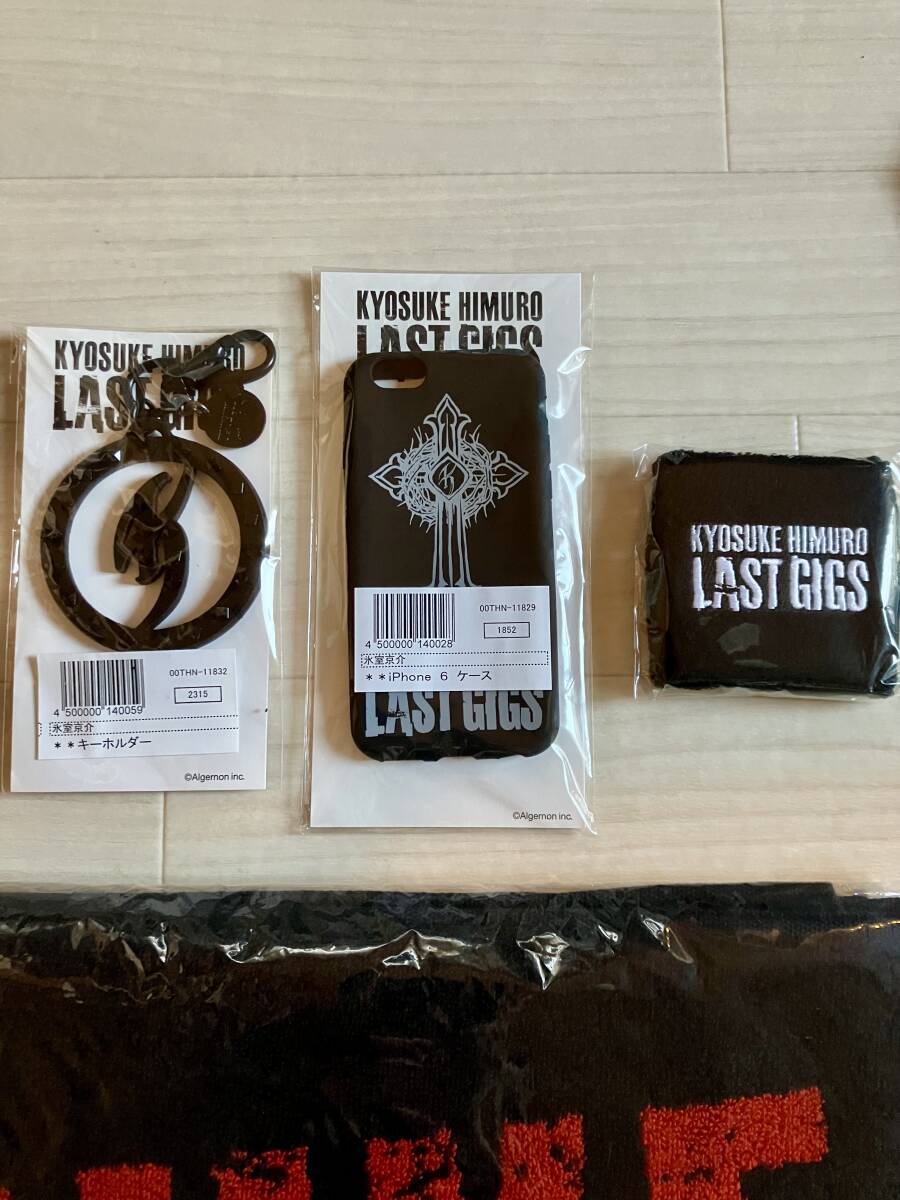 KYOSUKE HIMURO
LAST GIGS
00THN-11832
4 500000 140059
2315
氷室京介
**キーホルダー
©Algernon inc.
KYOSUKE HIMURO
LAST GIGS
00THN-11829
4 500000 140028
1852
氷室京介
**iPhone 6 ケース
LAST GIGS
©Algernon inc.
KYOSUKE HIMURO
LAST GIGS